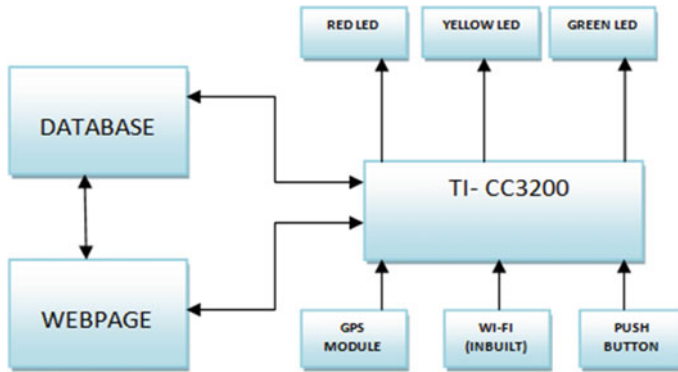 RED LED
YELLOW LED
GREEN LED
DATABASE
TI- CC3200
WEBPAGE
GPS
MODULE
WI-FI
(INBUILT)
PUSH
BUTTON